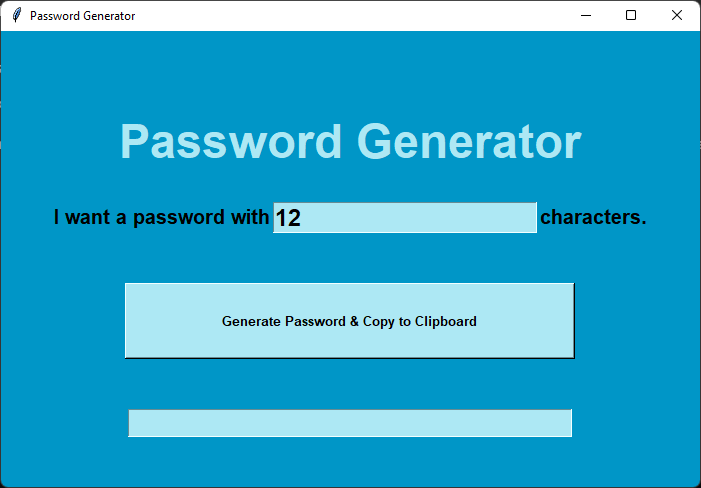 Password Generator
Password Generator
I want a password with 12 characters.
Generate Password & Copy to Clipboard